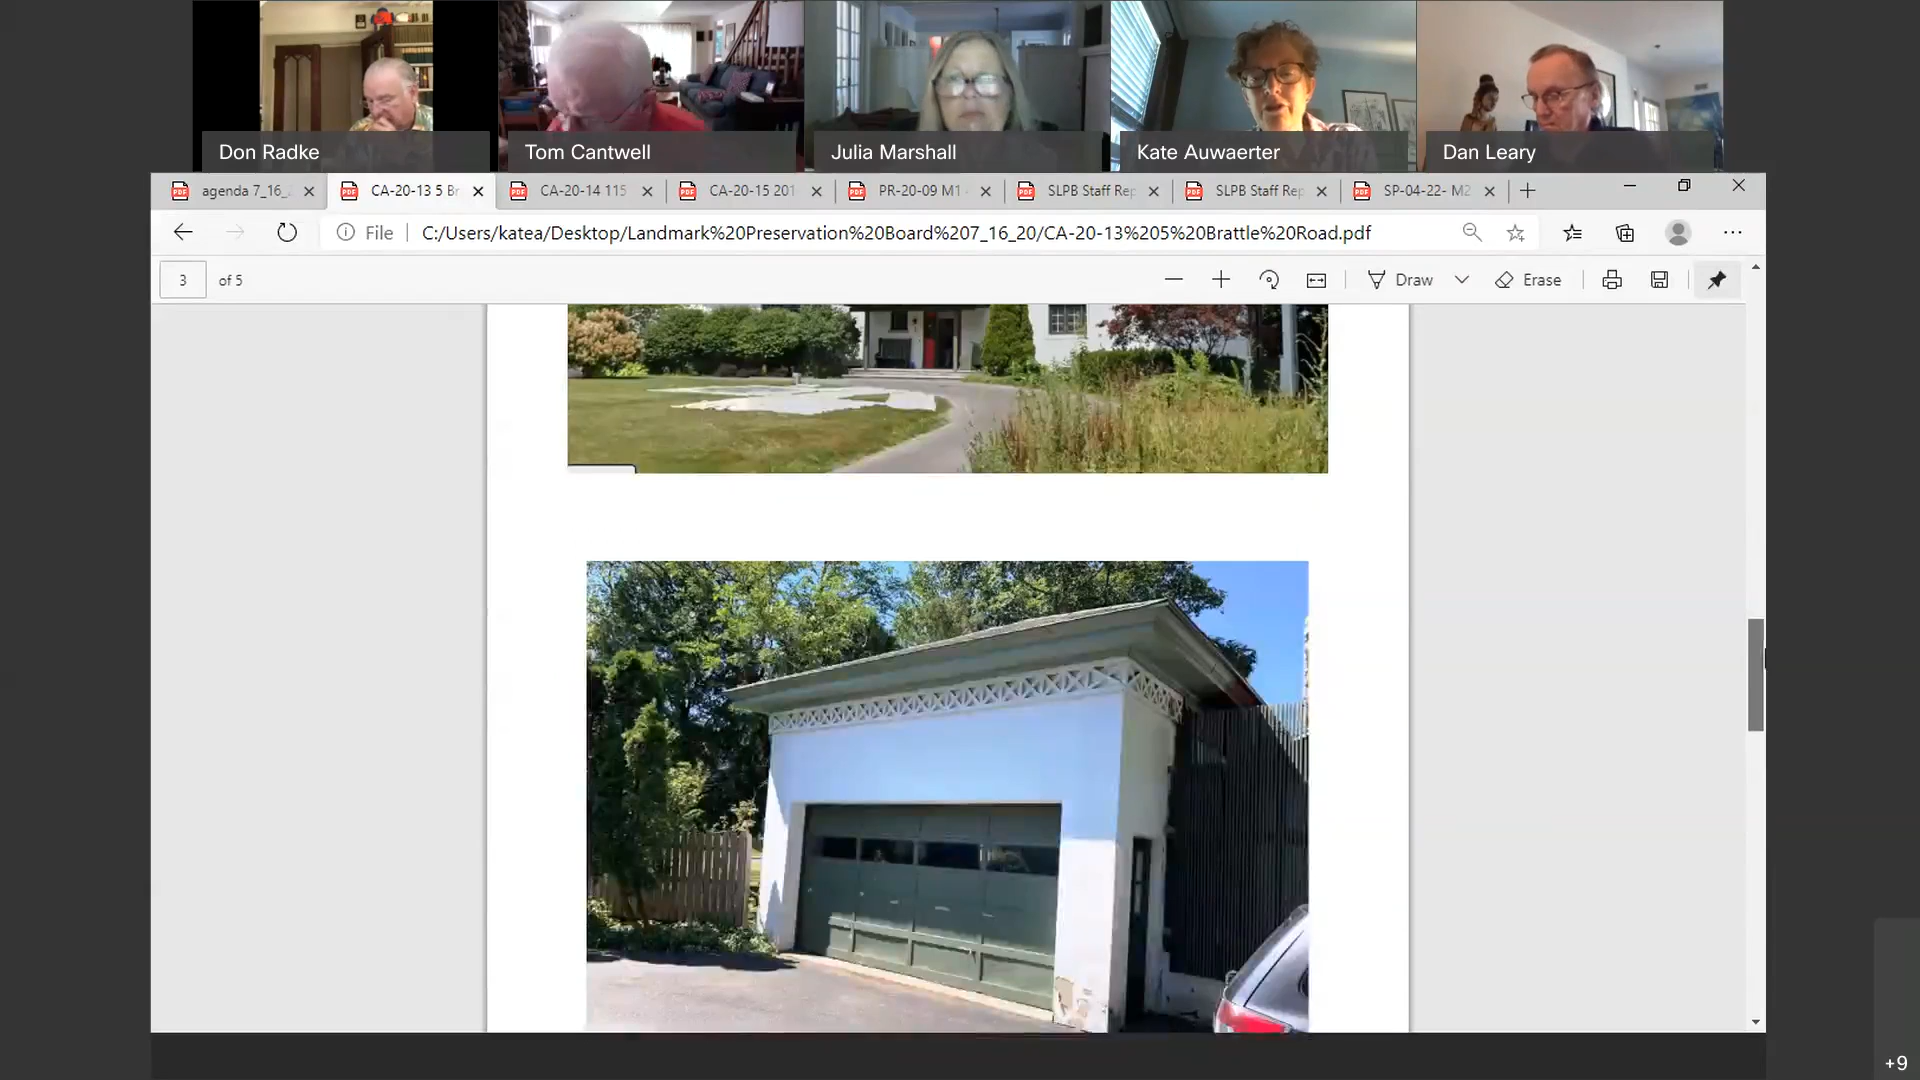 Don Radke
Tom Cantwell
Julia Marshall
Kate Auwaerter
Dan Leary
agenda 7_16_
CA-20-13 5 Br
CA-20-14 115
CA-20-15 201
PR-20-09 M1
SLPB Staff Rep
SLPB Staff Rep
SP-04-22- M2
File
C:/Users/katea/Desktop/Landmark%20Preservation%20Board%207_16_20/CA-20-13%205%20Brattle%20Road.pdf
3 of 5
Draw
Erase
+9